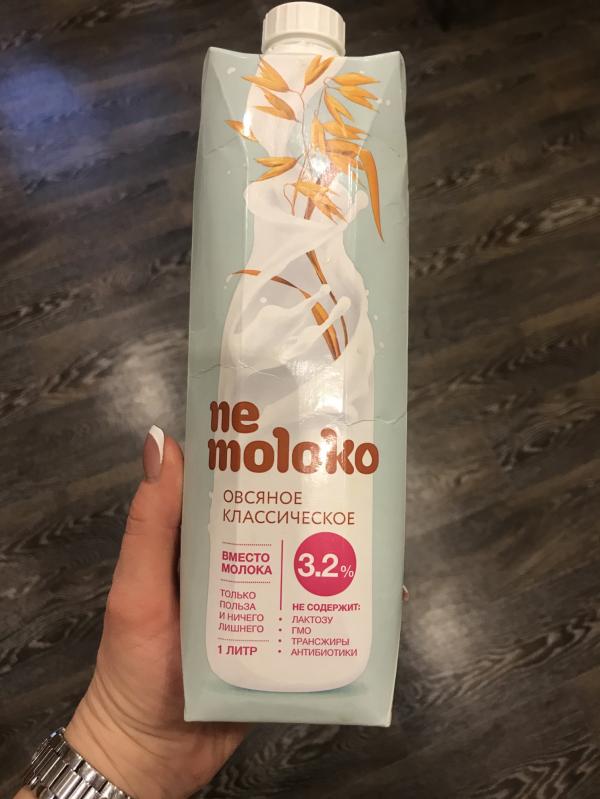 ne
moloko
ОВСЯНОЕ
КЛАССИЧЕСКОЕ
ВМЕСТО
МОЛОКА
ТОЛЬКО
ПОЛЬЗА
И НИЧЕГО
ЛИШНЕГО
1 ЛИТР
3.2%
НЕ СОДЕРЖИТ:
• ЛАКТОЗУ
• ГМО
• ТРАНСЖИРЫ
• АНТИБИОТИКИ